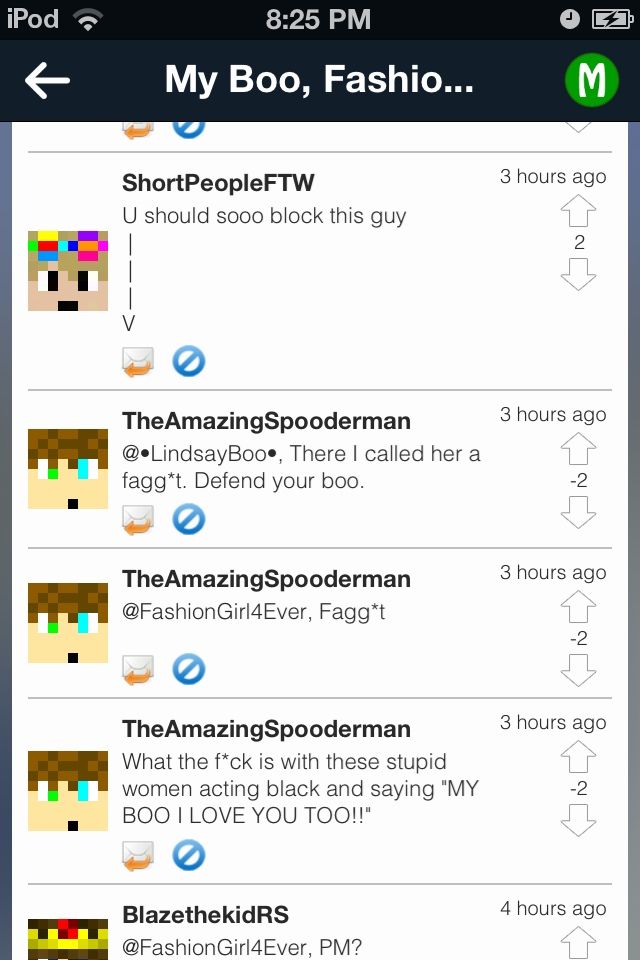 iPod 8:25 PM
My Boo, Fashio... M
ShortPeopleFTW 3 hours ago
U should sooo block this guy
|
2
|
|
V
TheAmazingSpooderman 3 hours ago
@•LindsayBoo•, There I called her a
fagg*t. Defend your boo.
-2
TheAmazingSpooderman 3 hours ago
@FashionGirl4Ever, Fagg*t
-2
TheAmazingSpooderman 3 hours ago
What the f*ck is with these stupid
women acting black and saying "MY
BOO I LOVE YOU TOO!!"
-2
BlazethekidRS 4 hours ago
@FashionGirl4Ever, PM?